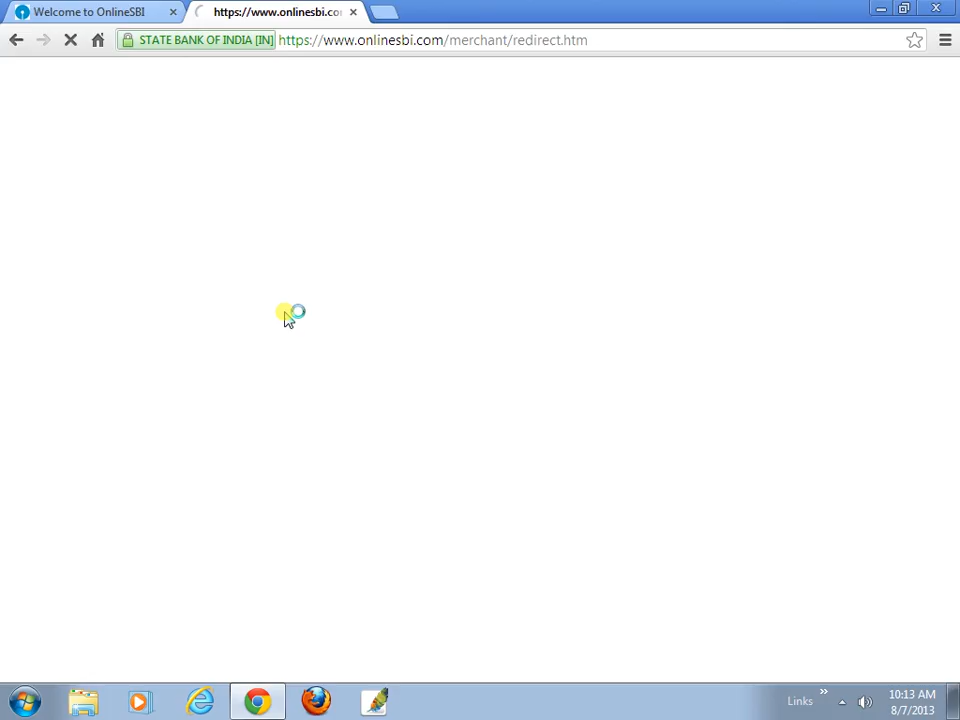 Welcome to OnlineSBI
https://www.onlinesbi.co
STATE BANK OF INDIA [IN] https://www.onlinesbi.com/merchant/redirect.htm
Links
10:13 AM
8/7/2013